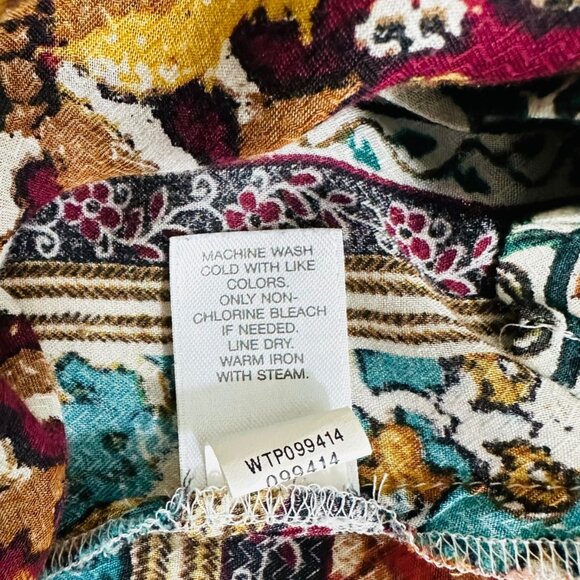 MACHINE WASH
COLD WITH LIKE
COLORS.
ONLY NON-
CHLORINE BLEACH
IF NEEDED.
LINE DRY.
WARM IRON
WITH STEAM.
WTP099414
099414